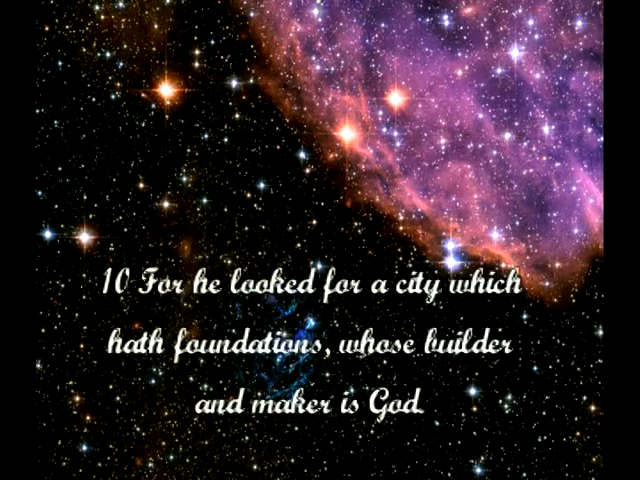 10 For he looked for a city which
hath foundations, whose builder
and maker is God.